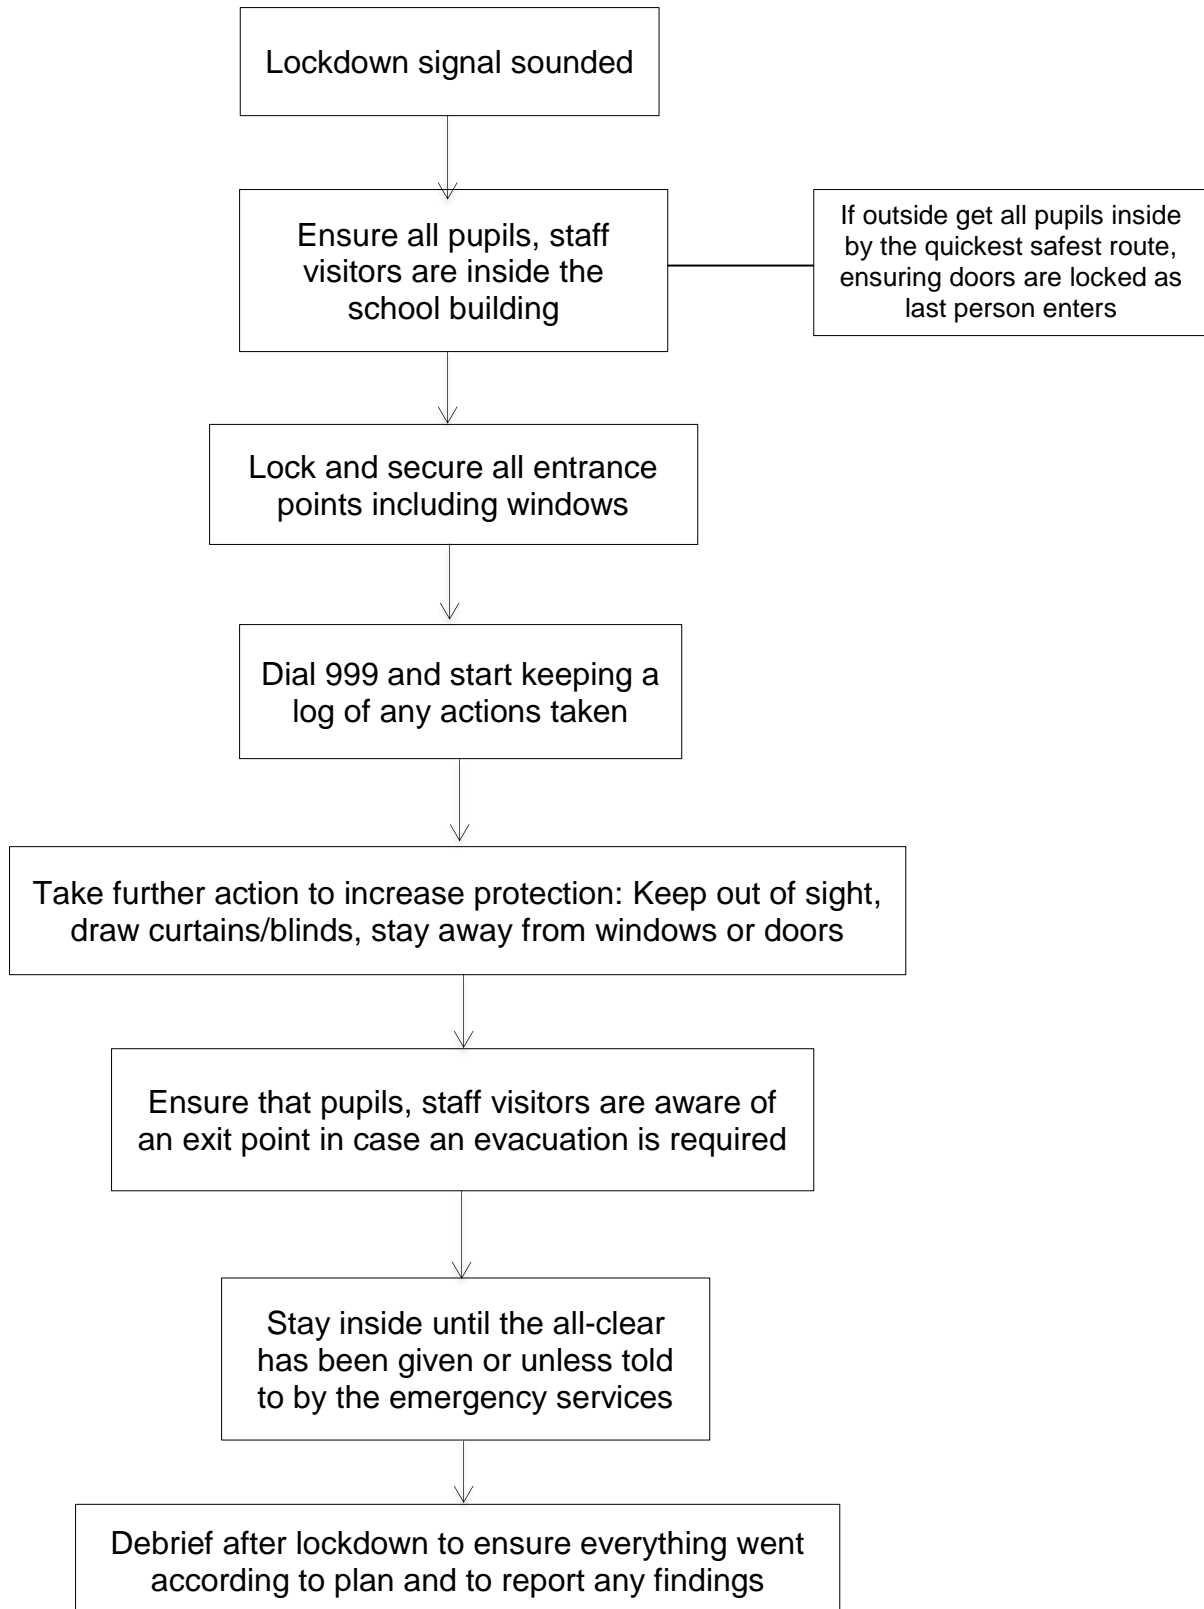 Lockdown signal sounded
Ensure all pupils, staff
visitors are inside the
school building
If outside get all pupils inside
by the quickest safest route,
ensuring doors are locked as
last person enters
Lock and secure all entrance
points including windows
Dial 999 and start keeping a
log of any actions taken
Take further action to increase protection: Keep out of sight,
draw curtains/blinds, stay away from windows or doors
Ensure that pupils, staff visitors are aware of
an exit point in case an evacuation is required
Stay inside until the all-clear
has been given or unless told
to by the emergency services
Debrief after lockdown to ensure everything went
according to plan and to report any findings